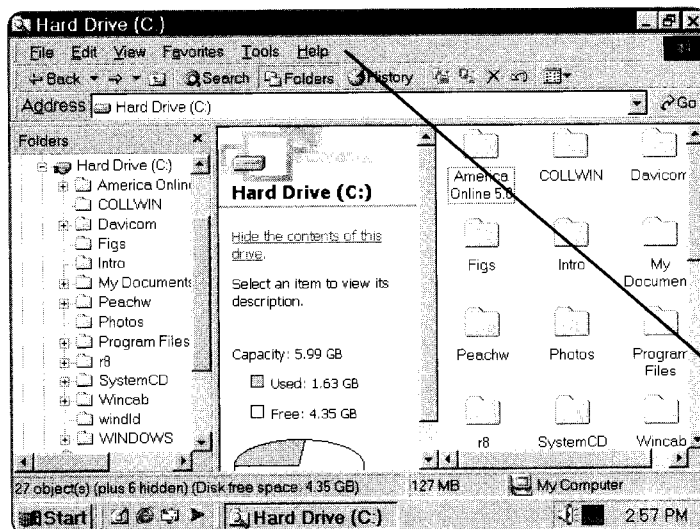 Hard Drive (C:)
File Edit View Favorites Tools Help
Back Search Folders History
Address Hard Drive (C:) Go
Folders
Hard Drive (C:)
America Onlin
COLLWIN
Davicom
Figs
Intro
My Documents
Peachw
Photos
Program Files
r8
SystemCD
Wincab
windld
WINDOWS
Hard Drive (C:)
Hide the contents of this
drive.
Select an item to view its
description.
Capacity: 5.99 GB
Used: 1.63 GB
Free: 4.35 GB
America
Online 5.0
COLLWIN
Davicom
Figs
Intro
My
Documen
Peachw
Photos
Program
Files
r8
SystemCD
Wincab
27 object(s) (plus 6 hidden) (Disk free space: 4.35 GB) 127 MB My Computer
Start Hard Drive (C:) 2:57 PM